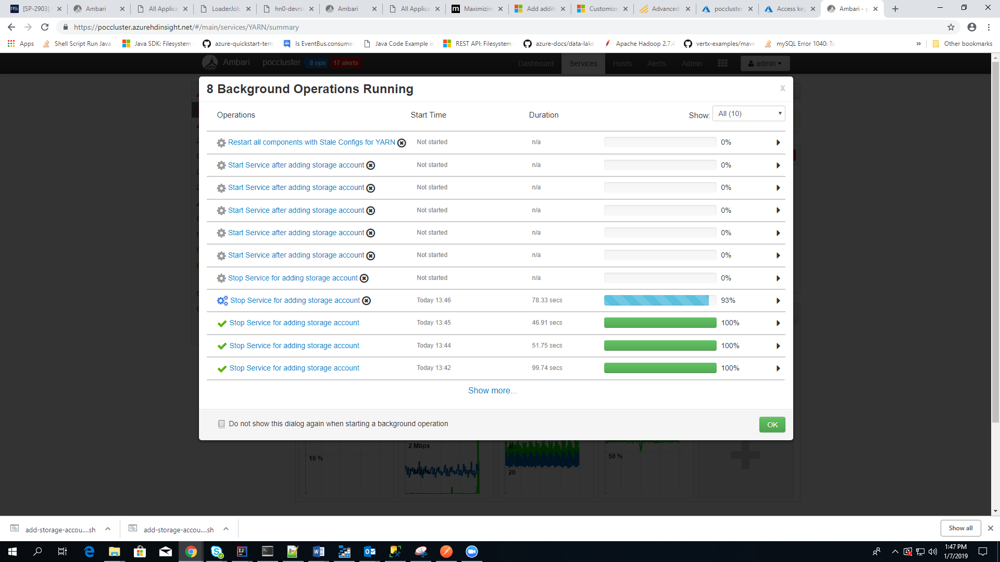 [SP-2903]
Ambari
All Applica
LoaderJob
hn0-devrsi
Ambari
All Applica
Maximizing
Add additi
Customize
Advanced
poccluster
Access key
Ambari - p
https://poccluster.azurehdinsight.net/#/main/services/YARN/summary
Apps
Shell Script Run Java
Java SDK: Filesystem
azure-quickstart-tem
Is EventBus.consumer
Java Code Example ic
REST API: Filesystem
azure-docs/data-lake
Apache Hadoop 2.7.4
vertx-examples/mave
mySQL Error 1040: To
»
Other bookmarks
Ambari
poccluster
8 ops
17 alerts
Dashboard
Services
Hosts
Alerts
Admin
admin
8 Background Operations Running
x
Operations
Start Time
Duration
Show:
All (10)
Restart all components with Stale Configs for YARN Not started n/a 0%
Start Service after adding storage account Not started n/a 0%
Start Service after adding storage account Not started n/a 0%
Start Service after adding storage account Not started n/a 0%
Start Service after adding storage account Not started n/a 0%
Start Service after adding storage account Not started n/a 0%
Stop Service for adding storage account Not started n/a 0%
Stop Service for adding storage account Today 13:46 78.33 secs 93%
Stop Service for adding storage account Today 13:45 46.91 secs 100%
Stop Service for adding storage account Today 13:44 51.75 secs 100%
Stop Service for adding storage account Today 13:42 99.74 secs 100%
Show more...
Do not show this dialog again when starting a background operation
OK
10 %
2 Mbps
1 Mbps
40
20
50 %
add-storage-accou....sh
add-storage-accou....sh
Show all
1:47 PM
1/7/2019